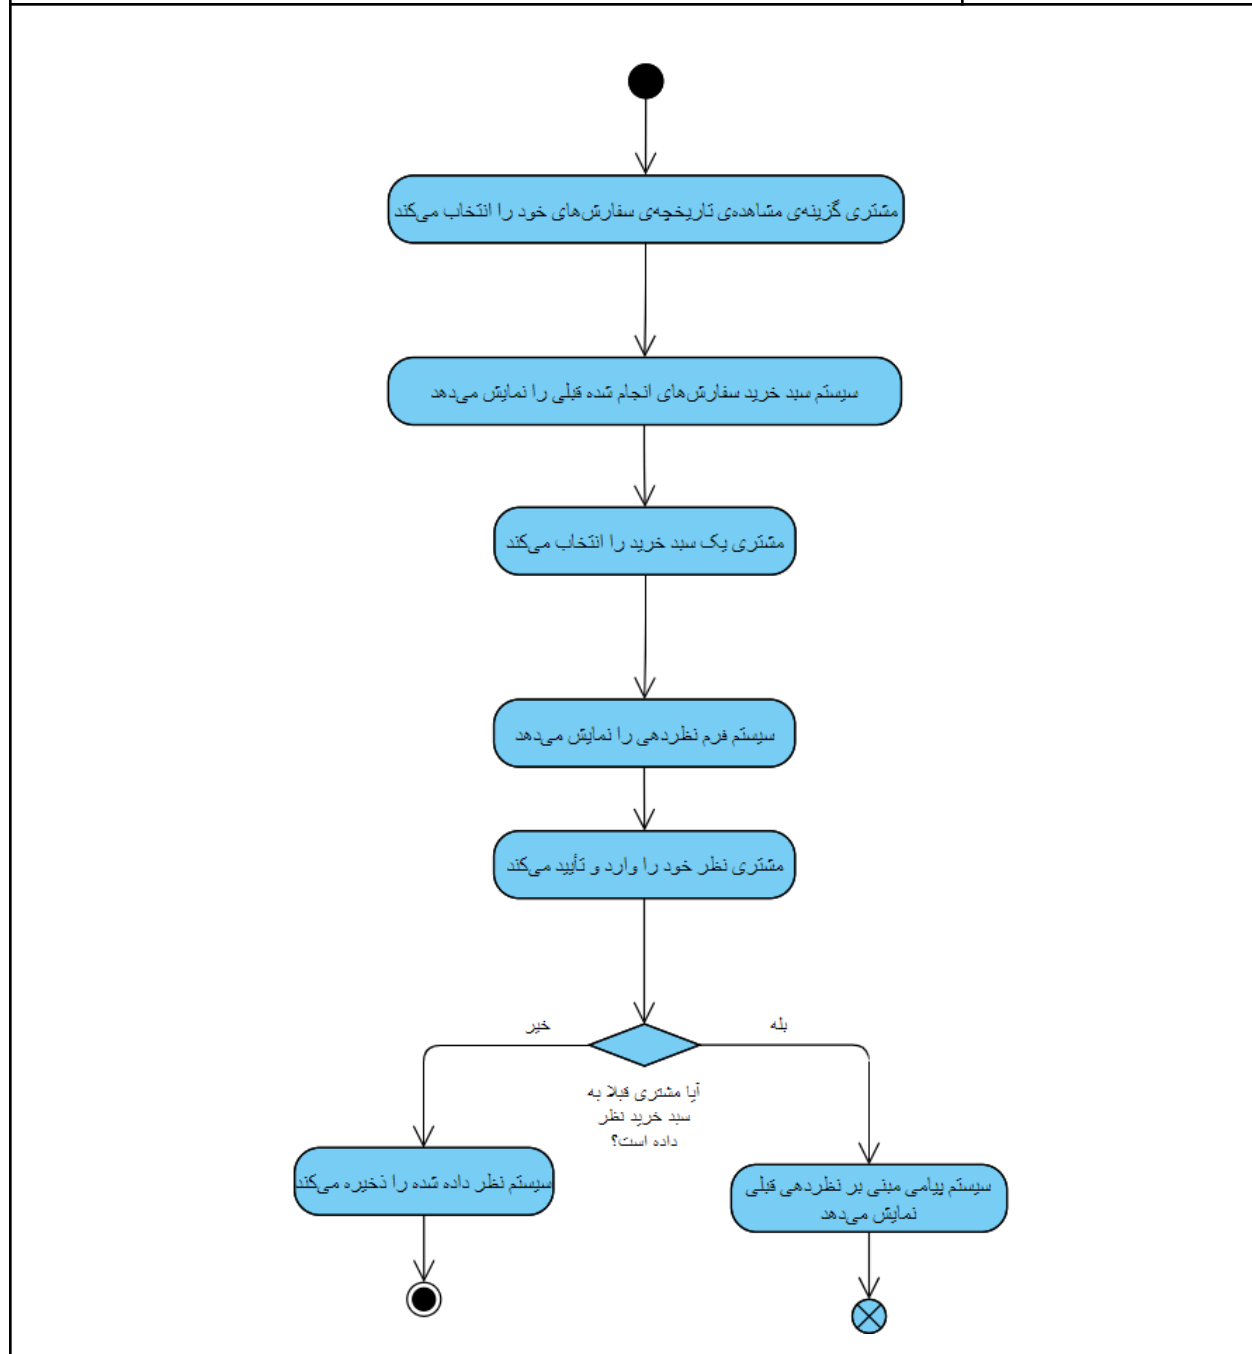 مشتری گزینه‌ی مشاهده‌ی تاریخچه‌ی سفارش‌های خود را انتخاب می‌کند
سیستم سبد خرید سفارش‌های انجام شده قبلی را نمایش می‌دهد
مشتری یک سبد خرید را انتخاب می‌کند
سیستم فرم نظردهی را نمایش می‌دهد
مشتری نظر خود را وارد و تأیید می‌کند
بله
خیر
آیا مشتری قبلا به
سبد خرید نظر
داده است؟
سیستم پیامی مبنی بر نظردهی قبلی
نمایش می‌دهد
سیستم نظر داده شده را ذخیره می‌کند